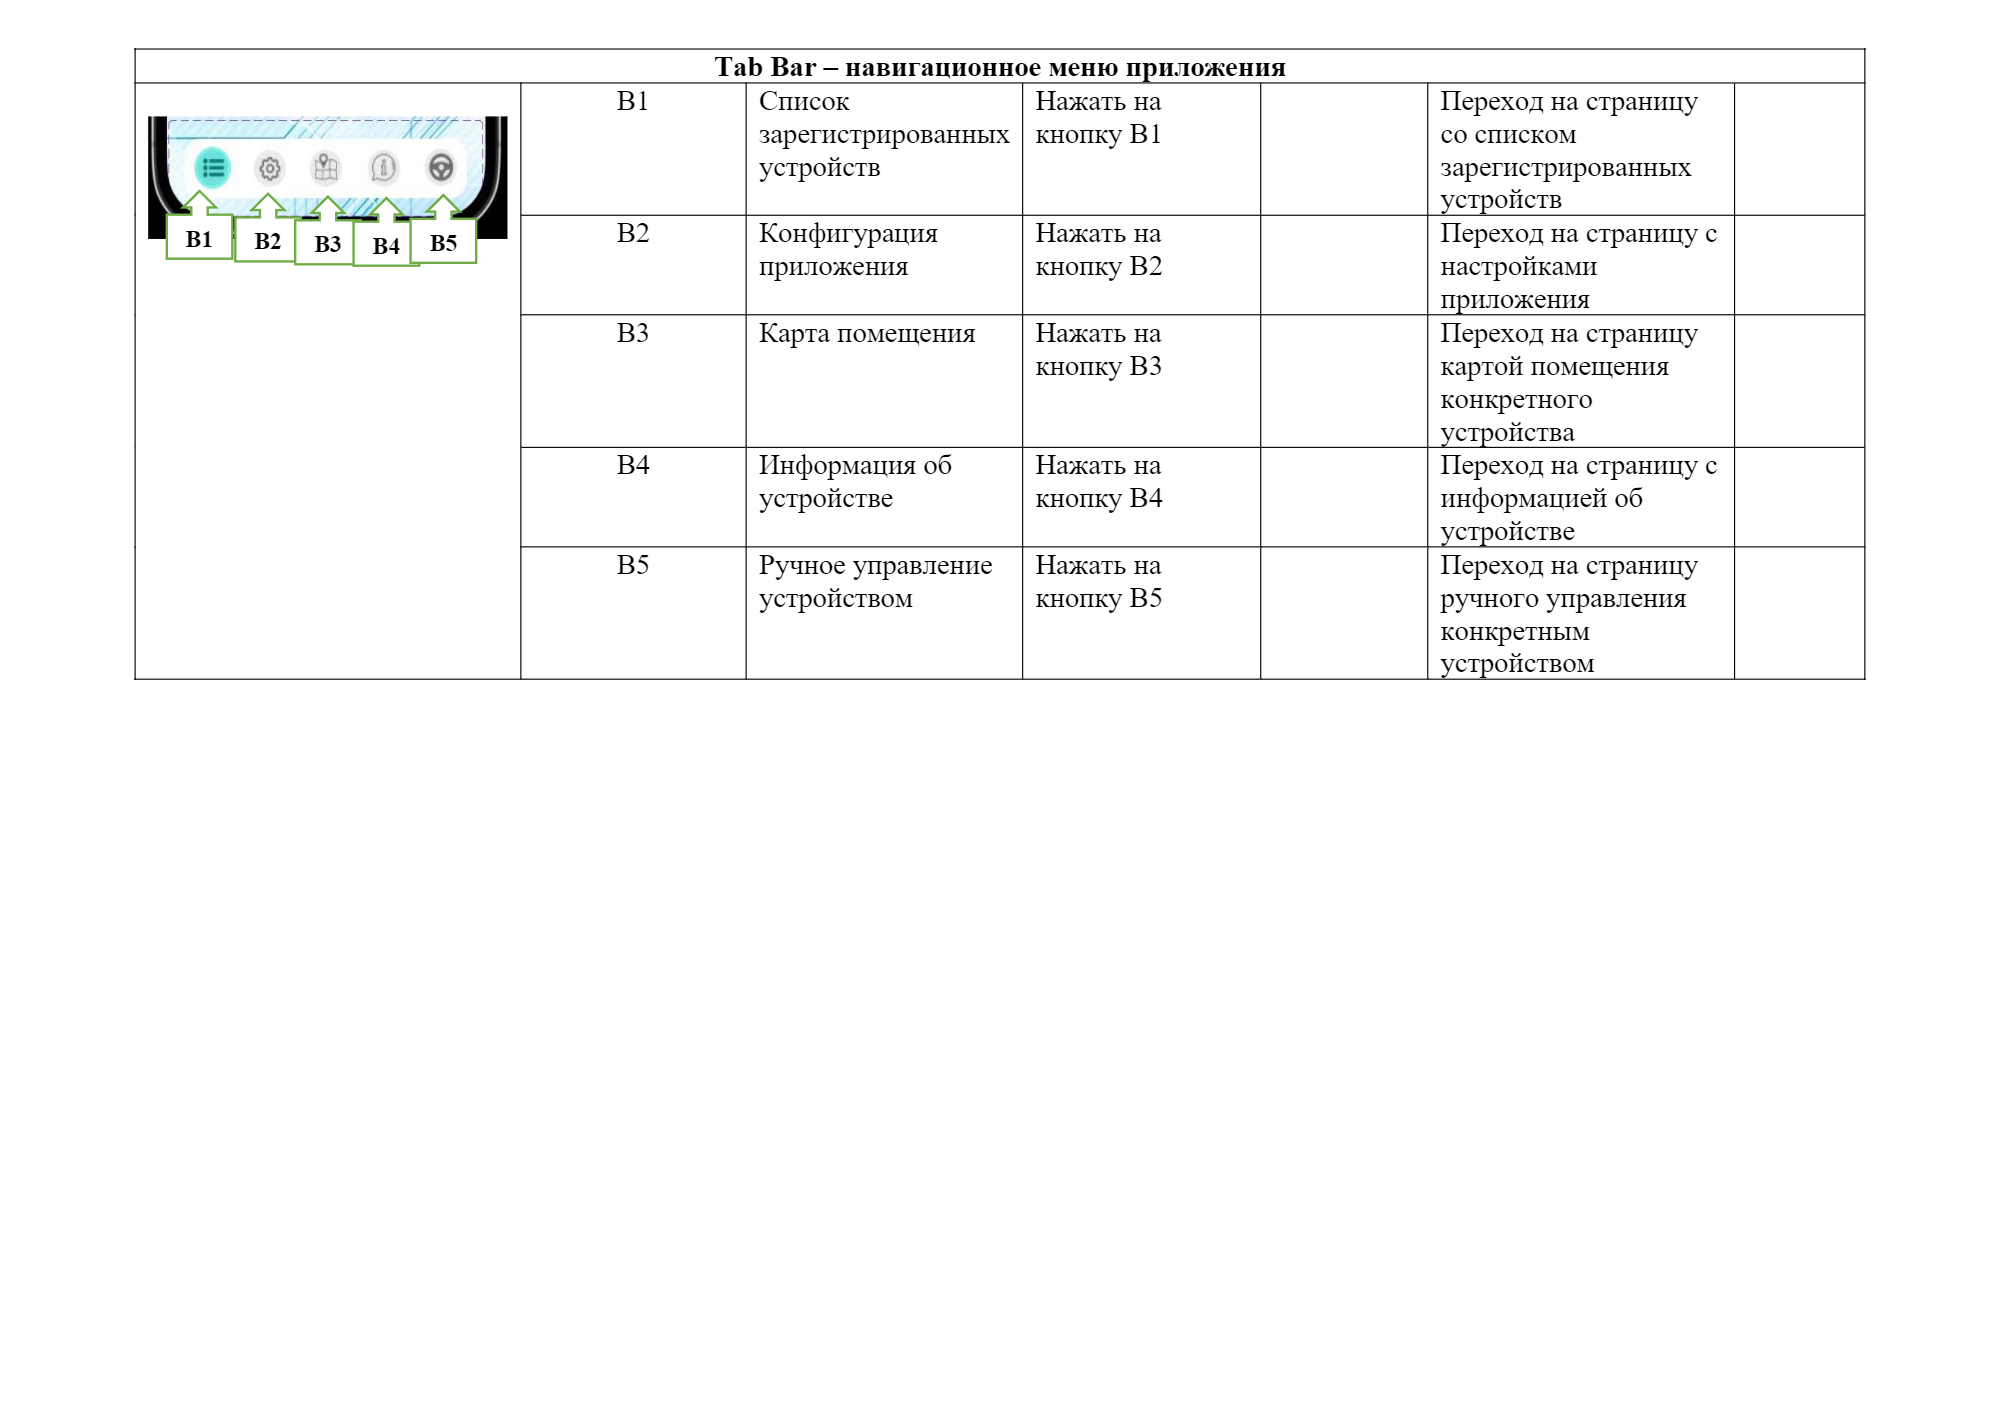 Tab Bar – навигационное меню приложения
B1
B2
B3
B4
B5
B1
Список
зарегистрированных
устройств
Нажать на
кнопку B1
Переход на страницу
со списком
зарегистрированных
устройств
B2
Конфигурация
приложения
Нажать на
кнопку B2
Переход на страницу с
настройками
приложения
B3
Карта помещения
Нажать на
кнопку B3
Переход на страницу
картой помещения
конкретного
устройства
B4
Информация об
устройстве
Нажать на
кнопку B4
Переход на страницу с
информацией об
устройстве
B5
Ручное управление
устройством
Нажать на
кнопку B5
Переход на страницу
ручного управления
конкретным
устройством